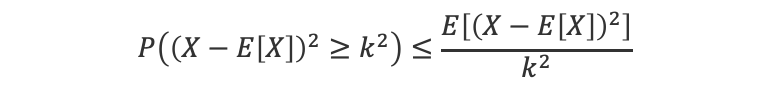 P((X − E[X])² ≥ k²) ≤ E[(X − E[X])²] / k²